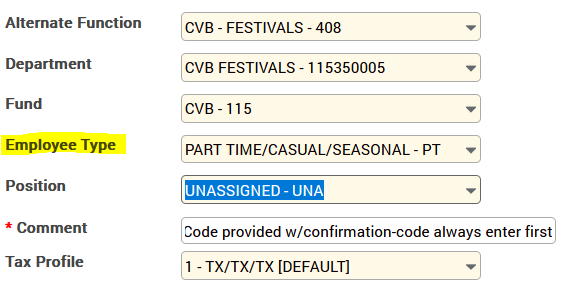 Alternate Function CVB - FESTIVALS - 408
Department CVB FESTIVALS - 115350005
Fund CVB - 115
Employee Type PART TIME/CASUAL/SEASONAL - PT
Position UNASSIGNED - UNA
* Comment Code provided w/confirmation-code always enter first
Tax Profile 1 - TX/TX/TX [DEFAULT]